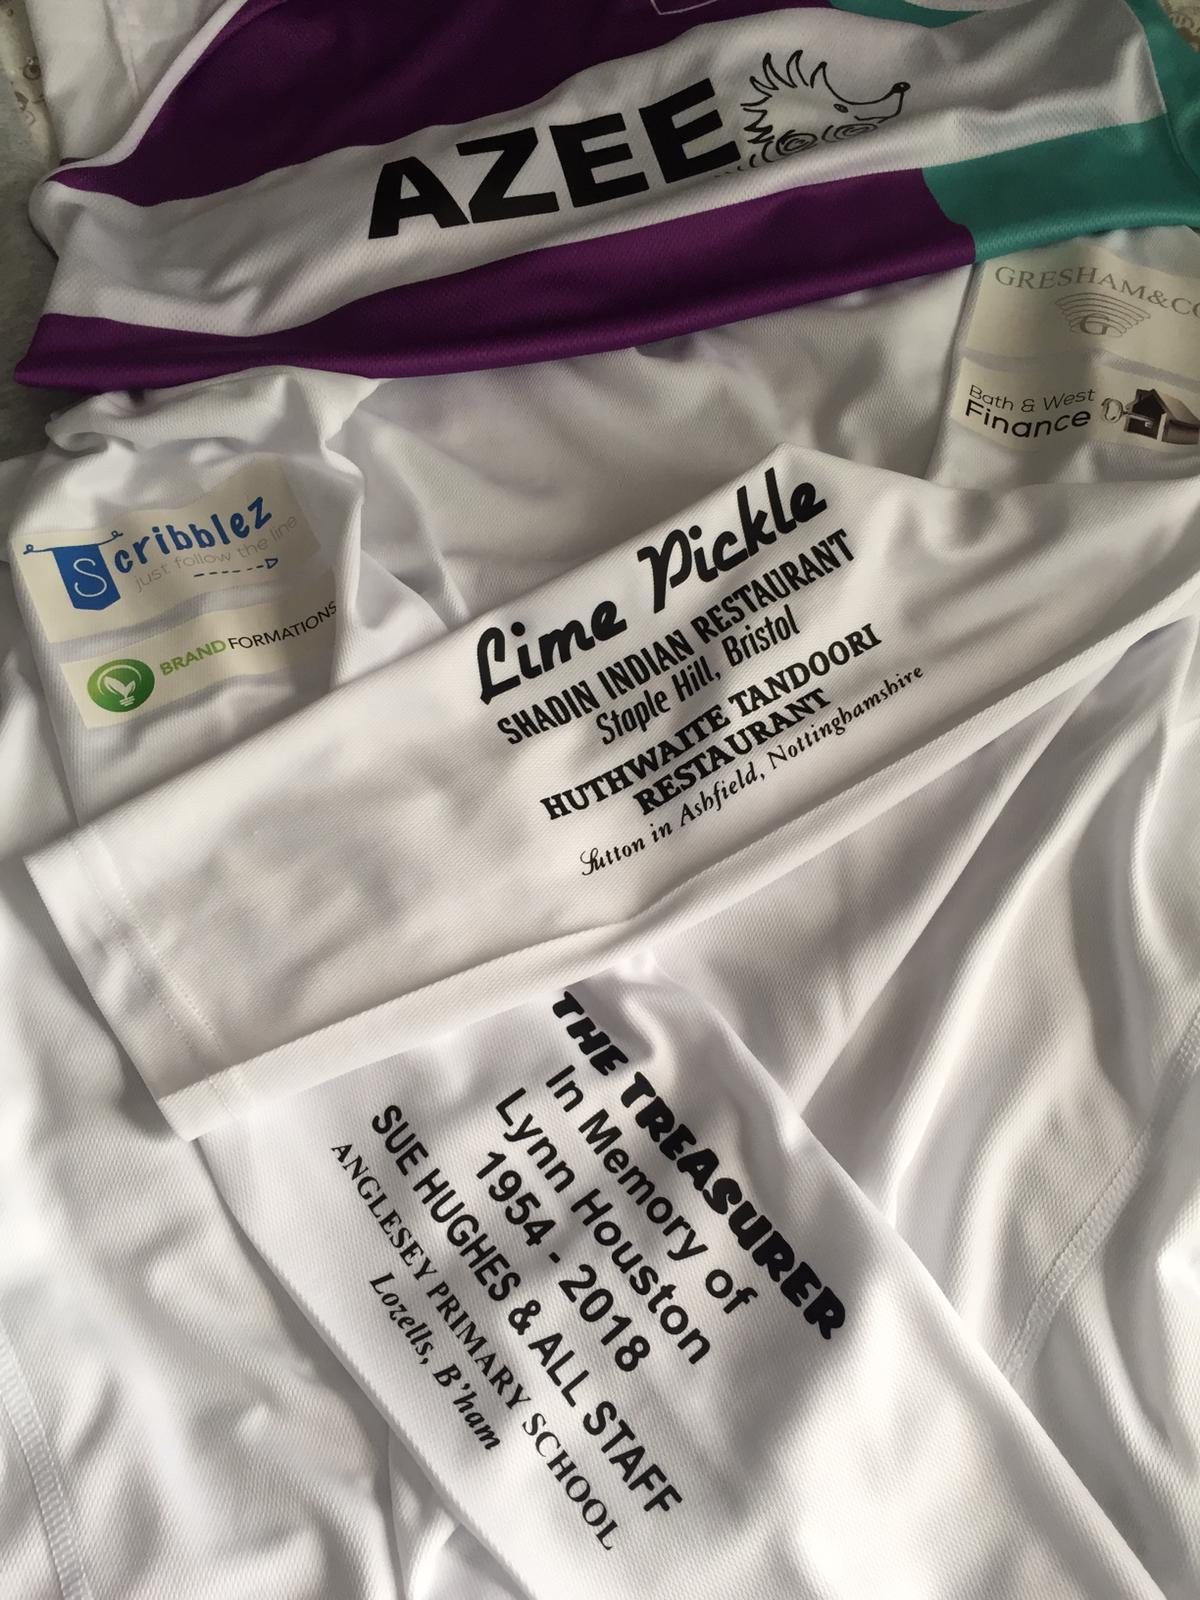 AZEE
GRESHAM&CO
G
Bath & West
Finance
Scribblez
just follow the line
BRANDFORMATIONS
Lime Pickle
SHADIN INDIAN RESTAURANT
Staple Hill, Bristol
HUTHWAITE TANDOORI
RESTAURANT
Sutton in Ashfield, Nottinghamshire
THE TREASURER
In Memory of
Lynn Houston
1954 - 2018
SUE HUGHES & ALL STAFF
ANGLESEY PRIMARY SCHOOL
Lozells, B'ham